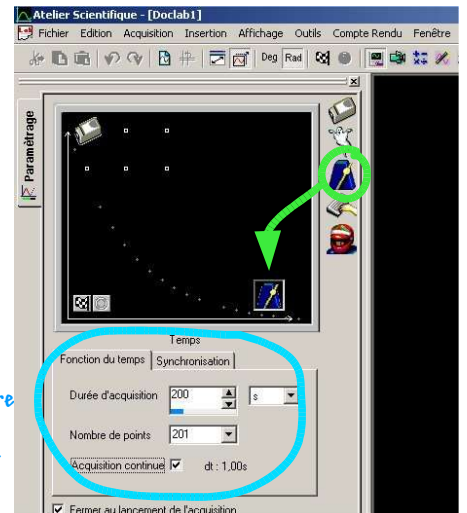 Atelier Scientifique - [Doclab1]
Fichier Edition Acquisition Insertion Affichage Outils Compte Rendu Fenêtre
Deg Rad
Paramètrage
Temps
Fonction du temps Synchronisation
Durée d'acquisition 200 s
Nombre de points 201
Acquisition continue dt : 1,00s
Fermer au lancement de l'acquisition